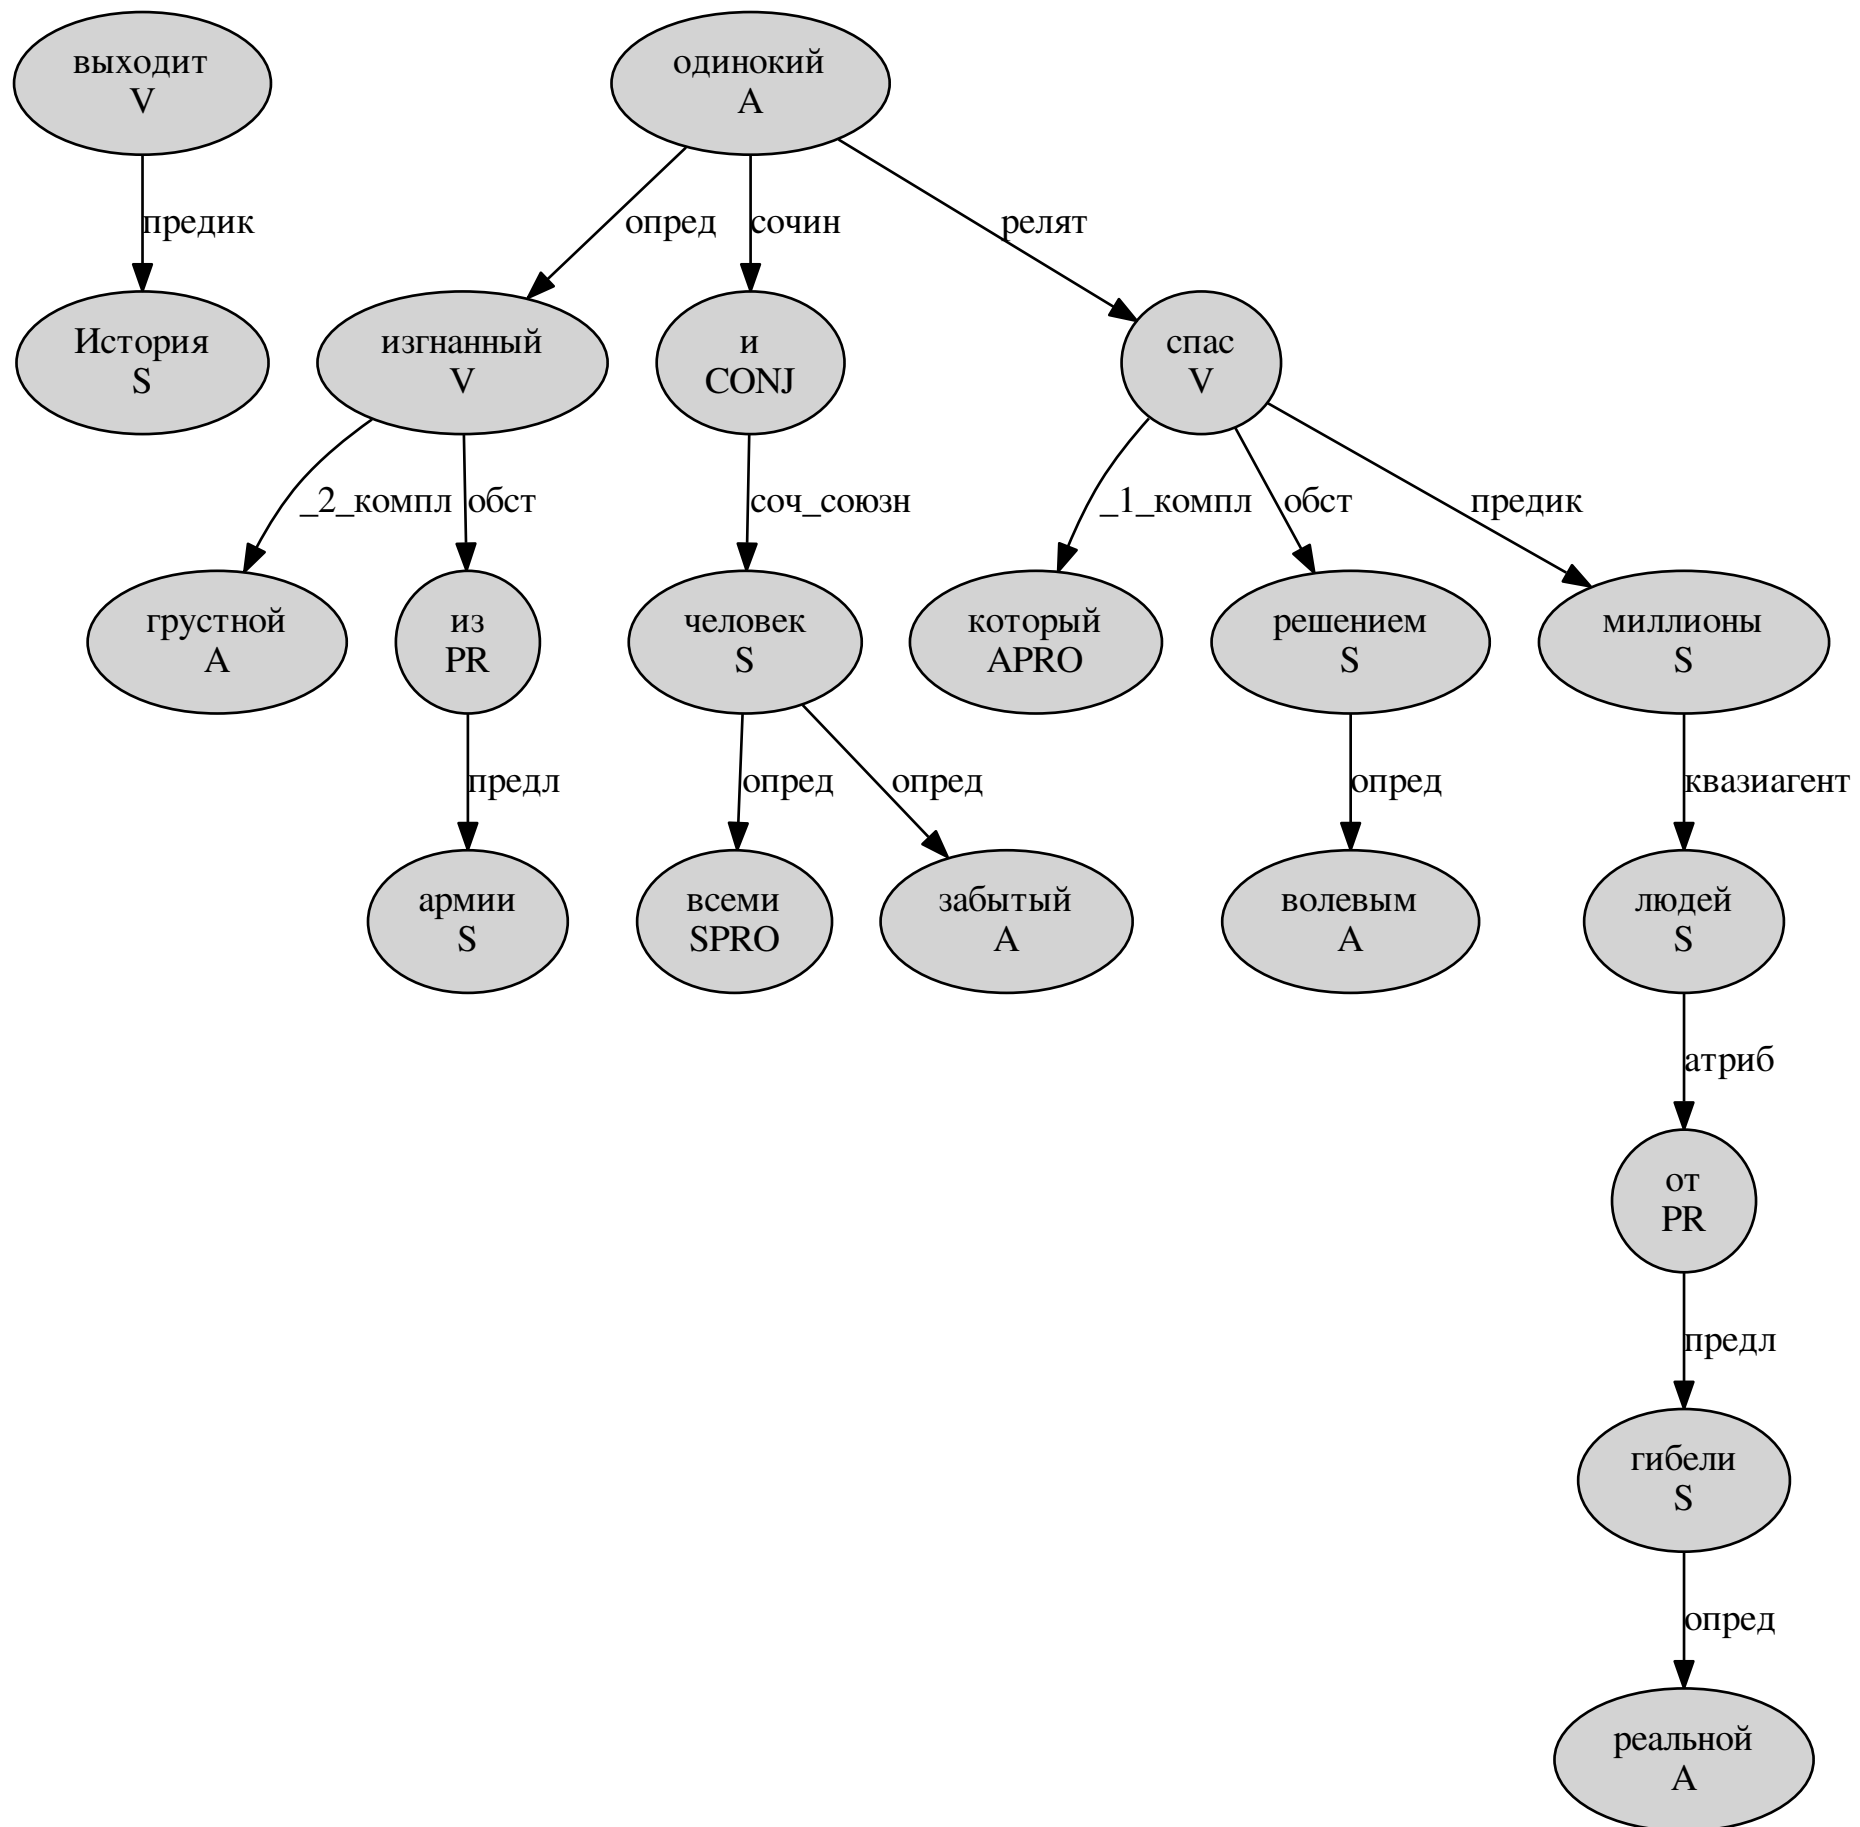 выходит
V
одинокий
A
предик
опред
сочин
релят
История
S
изгнанный
V
и
CONJ
спас
V
_2_компл
обст
соч_союзн
_1_компл
обст
предик
грустной
A
из
PR
человек
S
который
APRO
решением
S
миллионы
S
предл
опред
опред
опред
квазиагент
армии
S
всеми
SPRO
забытый
A
волевым
A
людей
S
атриб
от
PR
предл
гибели
S
опред
реальной
A